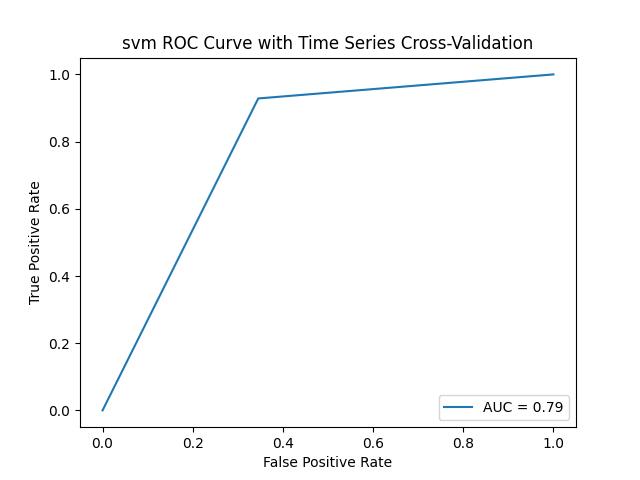 svm ROC Curve with Time Series Cross-Validation
1.0
0.8
0.6
0.4
0.2
0.0
True Positive Rate
AUC = 0.79
0.0 0.2 0.4 0.6 0.8 1.0
False Positive Rate